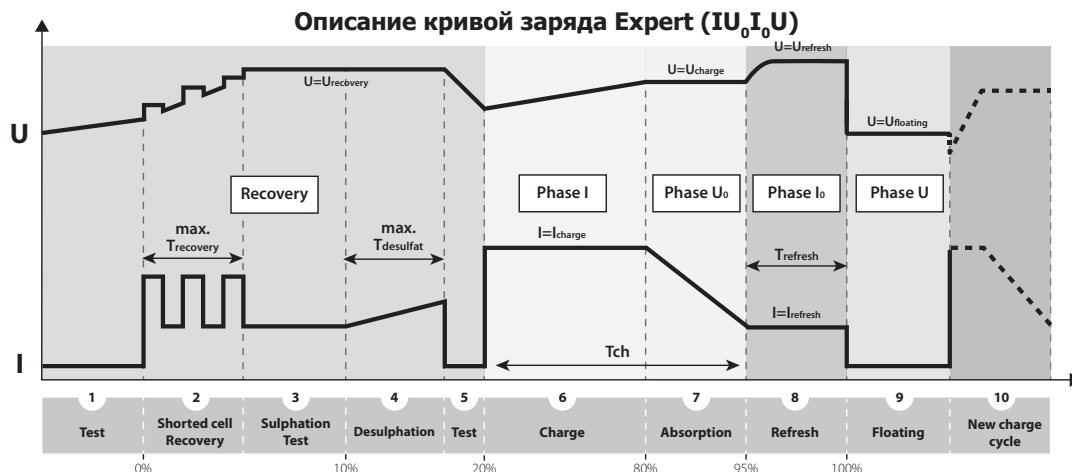 Описание кривой заряда Expert (IU₀I₀U)
U
I
U=Urecovery
U=Ucharge
U=Urefresh
U=Ufloating
Recovery
Phase I
Phase U₀
Phase I₀
Phase U
max.
Trecovery
max.
Tdesulfat
I=Icharge
Trefresh
I=Irefresh
Tch
1 2 3 4 5 6 7 8 9 10
Test
Shorted cell
Recovery
Sulphation
Test
Desulphation
Test
Charge
Absorption
Refresh
Floating
New charge
cycle
0% 10% 20% 80% 95% 100%